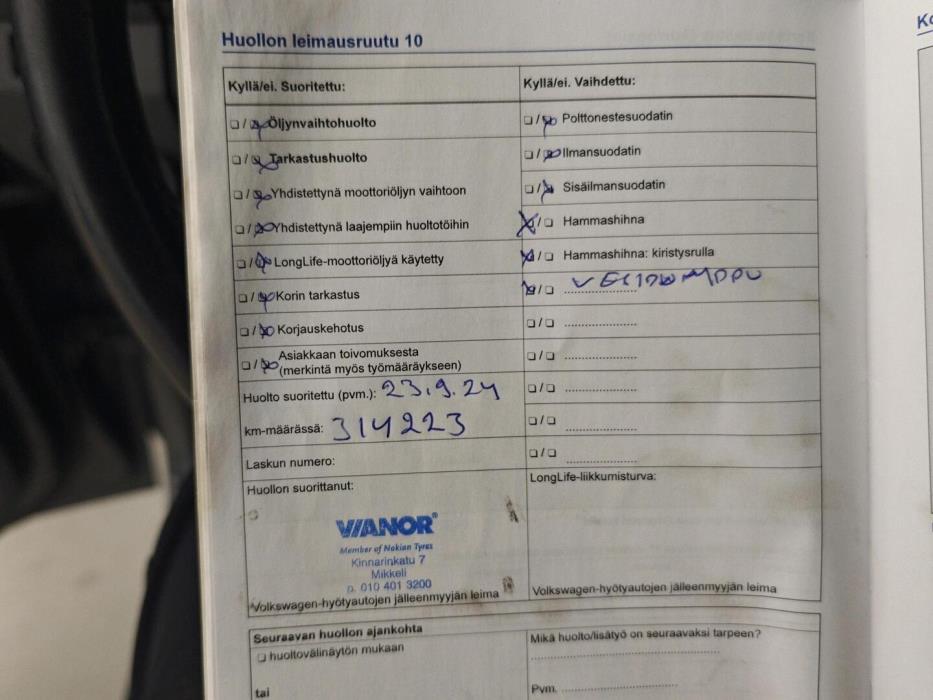 Huollon leimausruutu 10
Kyllä/ei. Suoritettu:
Öljynvaihtohuolto
Tarkastushuolto
Yhdistettynä moottoriöljyn vaihtoon
Yhdistettynä laajempiin huoltotöihin
LongLife-moottoriöljyä käytetty
Korin tarkastus
Korjauskehotus
Asiakkaan toivomuksesta
(merkintä myös työmääräykseen)
Huolto suoritettu (pvm.): 23.9.24
km-määrässä: 314223
Laskun numero:
Huollon suorittanut:
VIANOR®
Member of Nokian Tyres
Kinnarinkatu 7
Mikkeli
p. 010 401 3200
Volkswagen-hyötyautojen jälleenmyyjän leima
Kyllä/ei. Vaihdettu:
Polttonestesuodatin
Ilmansuodatin
Sisäilmansuodatin
Hammashihna
Hammashihna: kiristysrulla
VESIPUMPPU
LongLife-liikkumisturva:
Volkswagen-hyötyautojen jälleenmyyjän leima
Seuraavan huollon ajankohta
huoltovälinäytön mukaan
tai
Mikä huolto/lisätyö on seuraavaksi tarpeen?
Pvm.